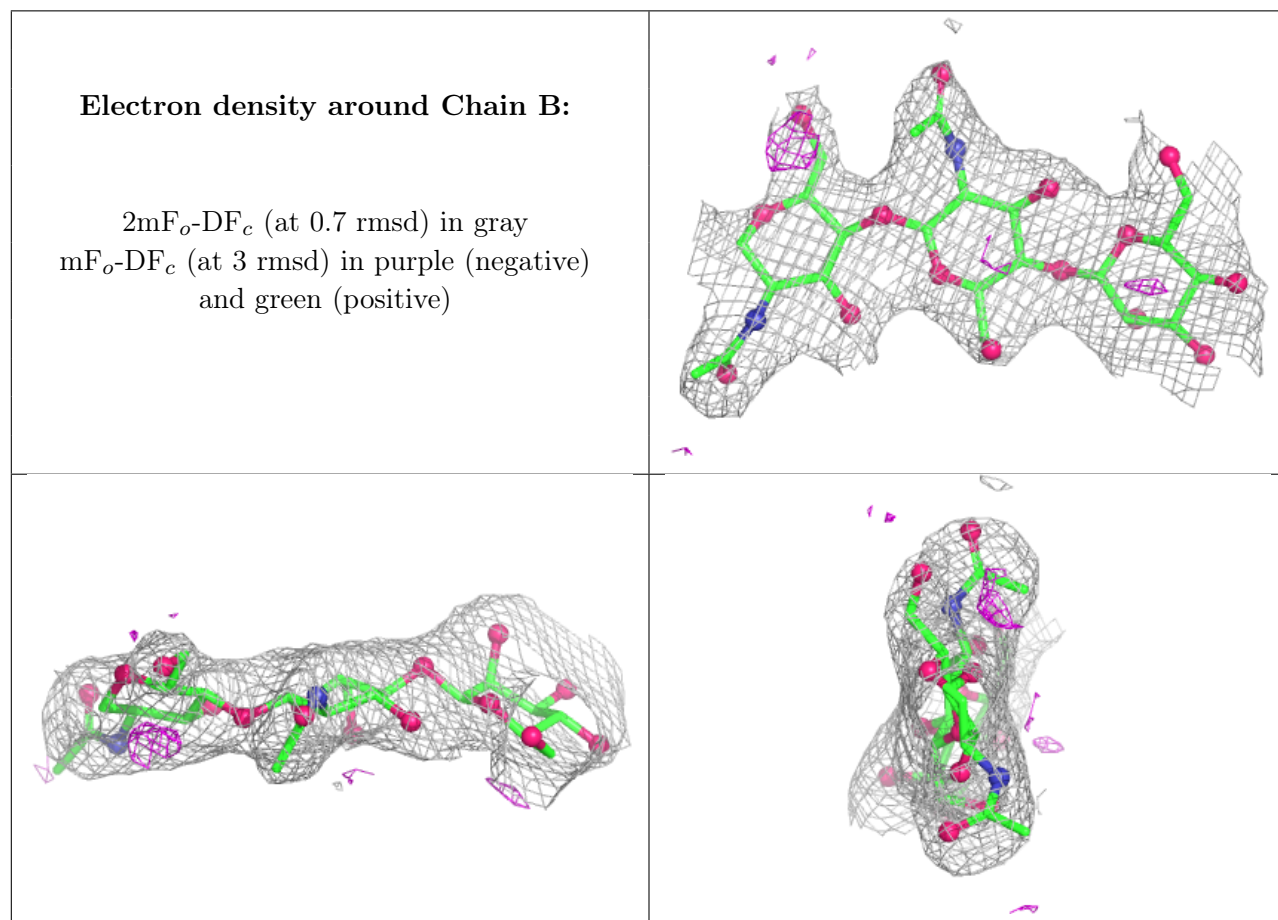 Electron density around Chain B:
2mFo-DFc (at 0.7 rmsd) in gray
mFo-DFc (at 3 rmsd) in purple (negative)
and green (positive)